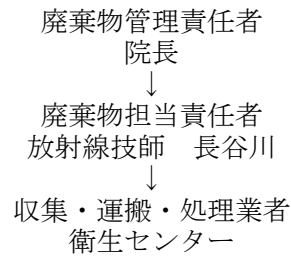 廃棄物管理責任者
院長
↓
廃棄物担当責任者
放射線技師　長谷川
↓
収集・運搬・処理業者
衛生センター